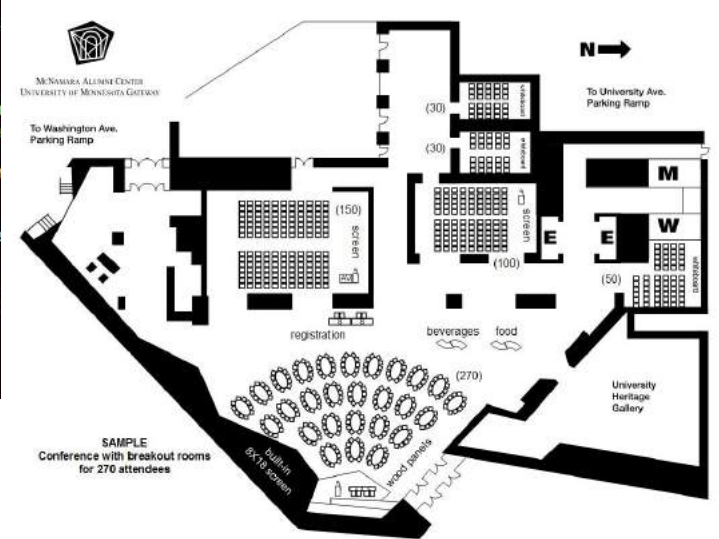 McNamara Alumni Center
University of Minnesota Gateway
N
To University Ave.
Parking Ramp
To Washington Ave.
Parking Ramp
(30)
whiteboard
(30)
whiteboard
M
W
(150)
screen
AV
screen
(100)
E
E
(50)
whiteboard
registration
beverages
food
(270)
University
Heritage
Gallery
SAMPLE
Conference with breakout rooms
for 270 attendees
built-in
8X18 screen
wood panels